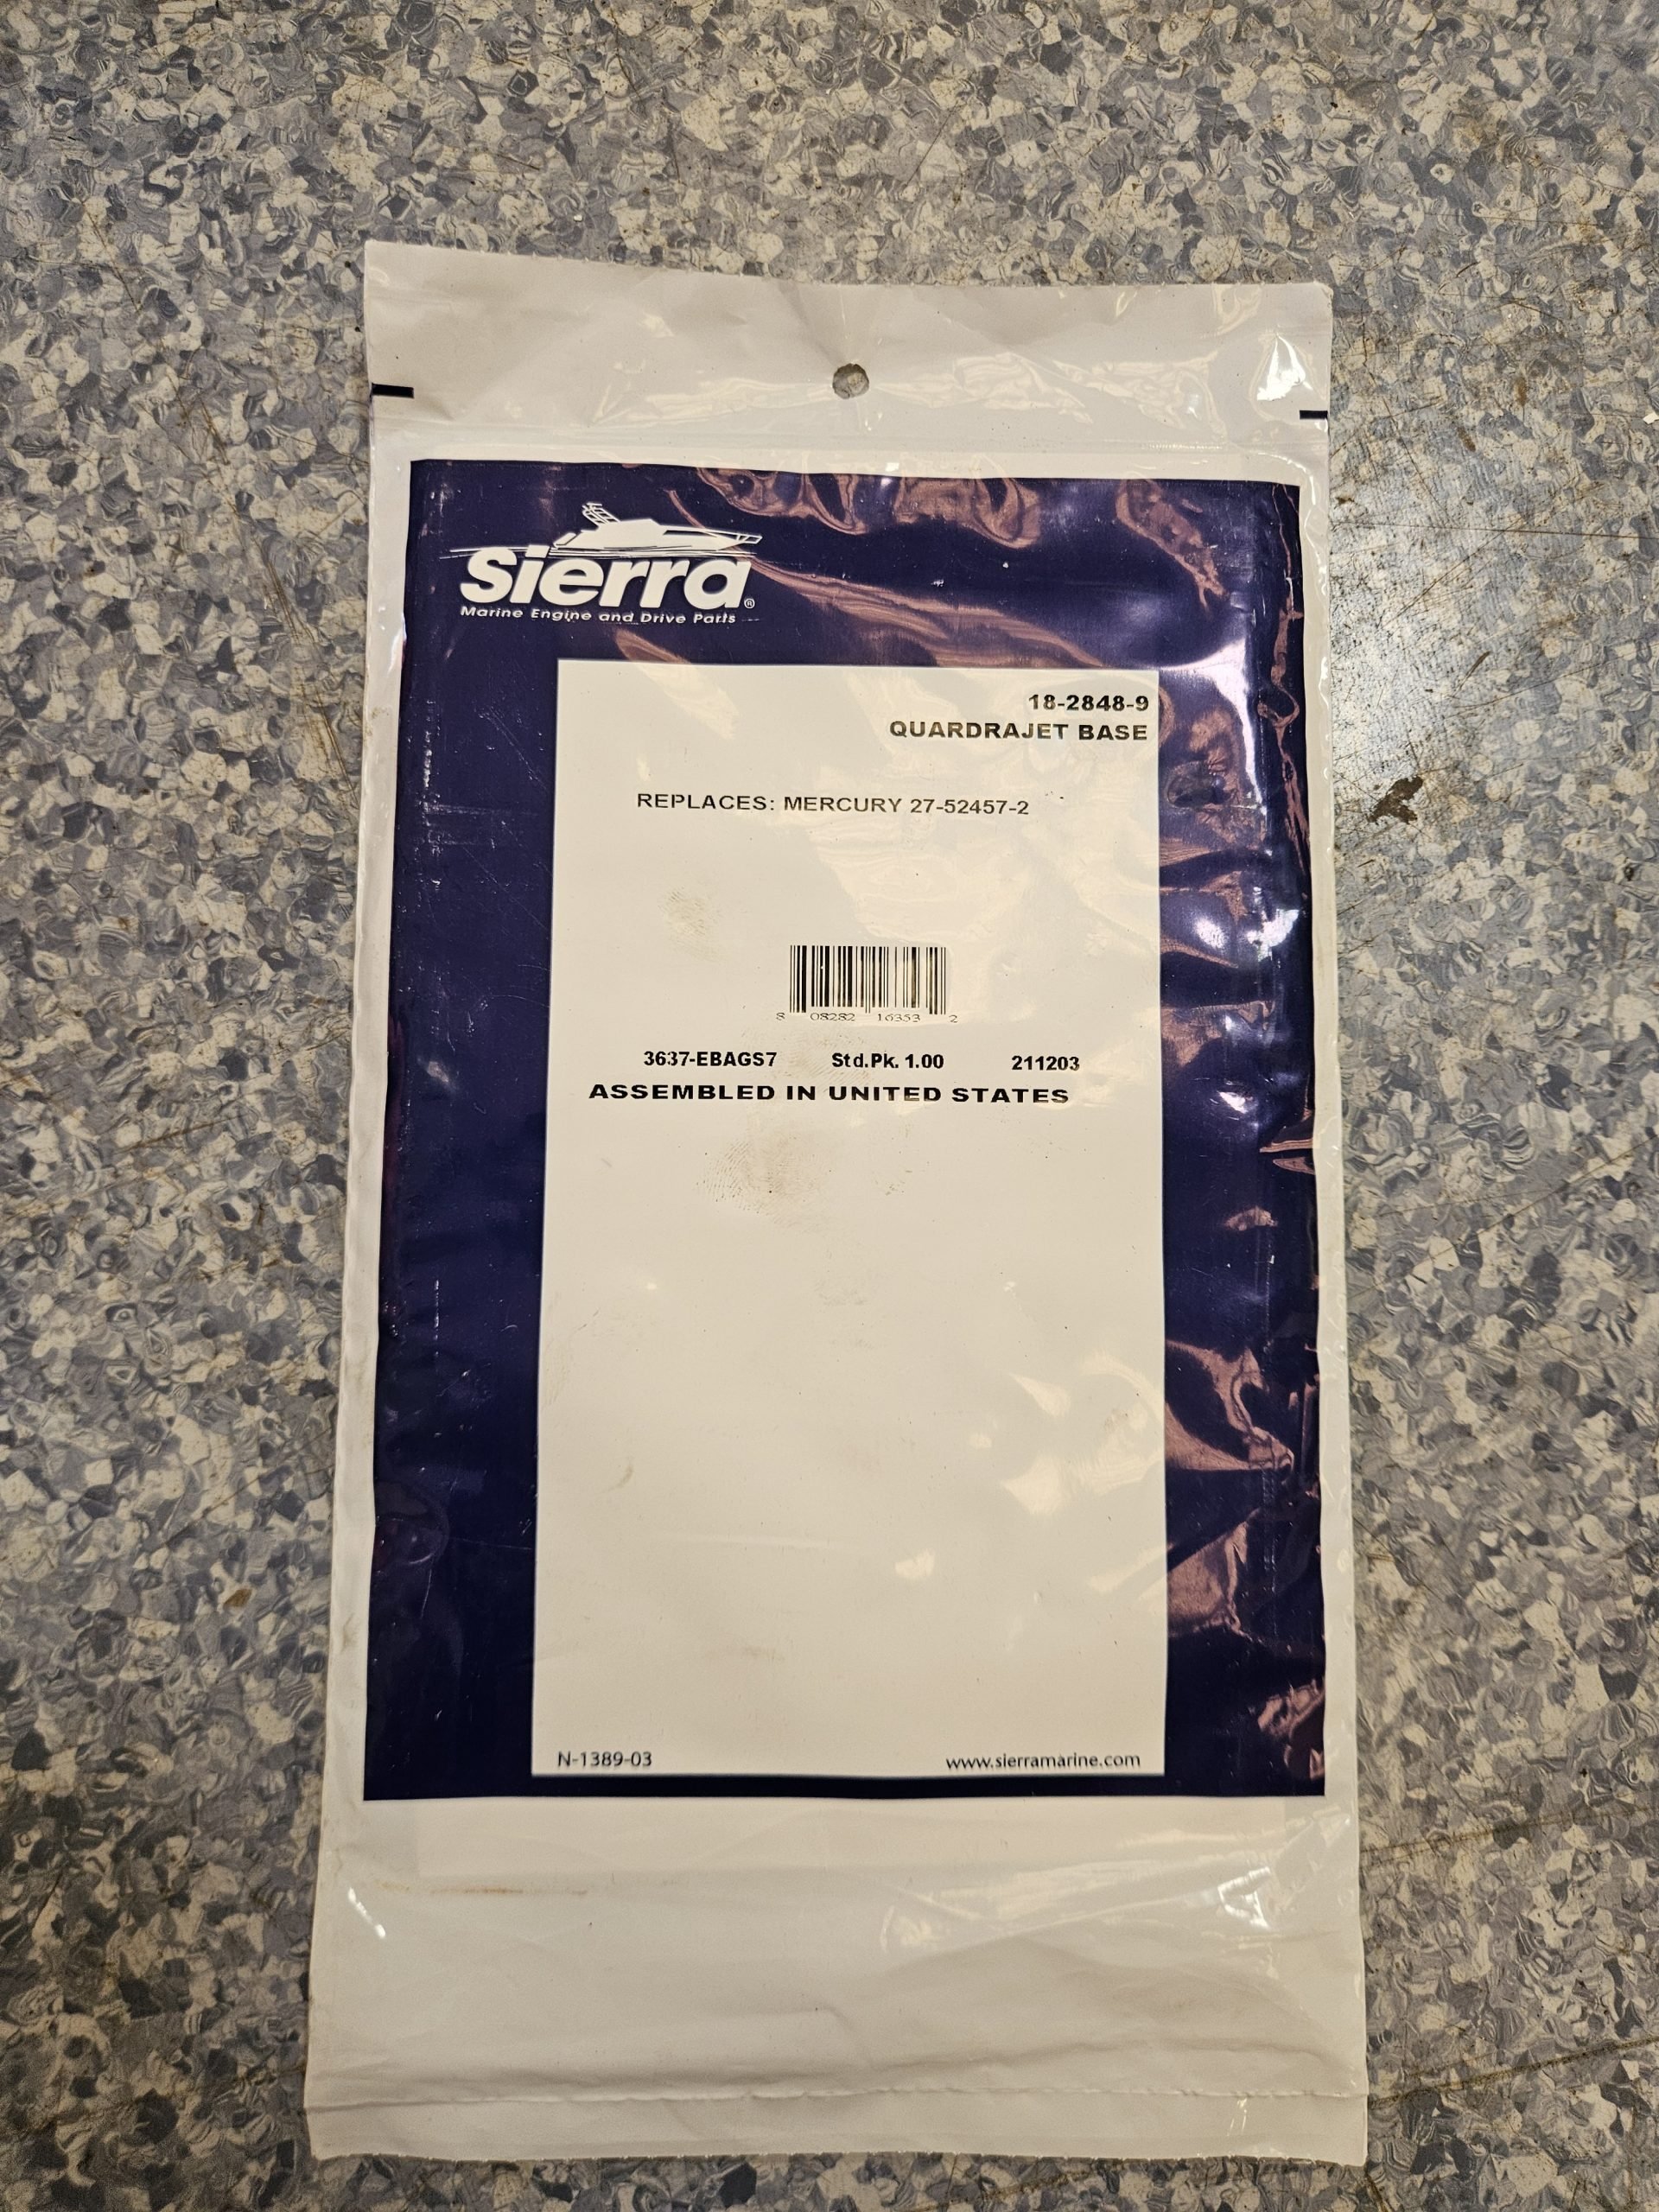 Sierra®
Marine Engine and Drive Parts
18-2848-9
QUARDRAJET BASE
REPLACES: MERCURY 27-52457-2
8 08282 16353 2
3637-EBAGS7 Std.Pk. 1.00 211203
ASSEMBLED IN UNITED STATES
N-1389-03 www.sierramarine.com